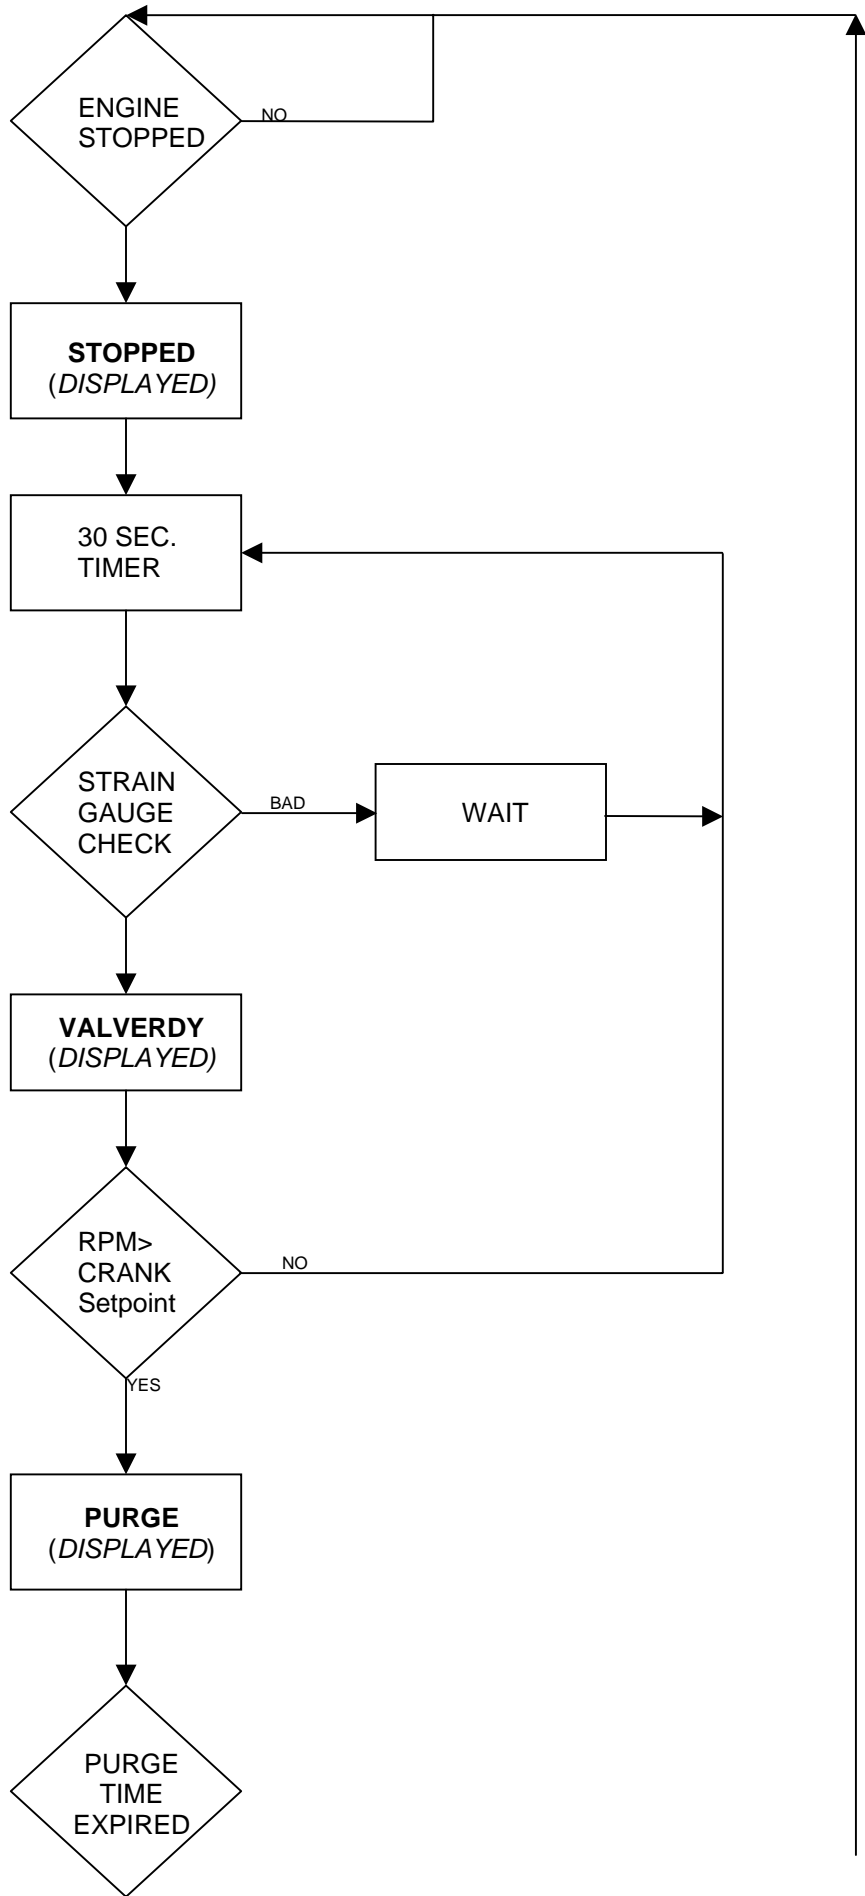 ENGINE
STOPPED
NO
STOPPED
(DISPLAYED)
30 SEC.
TIMER
STRAIN
GAUGE
CHECK
BAD
WAIT
VALVERDY
(DISPLAYED)
RPM>
CRANK
Setpoint
NO
YES
PURGE
(DISPLAYED)
PURGE
TIME
EXPIRED